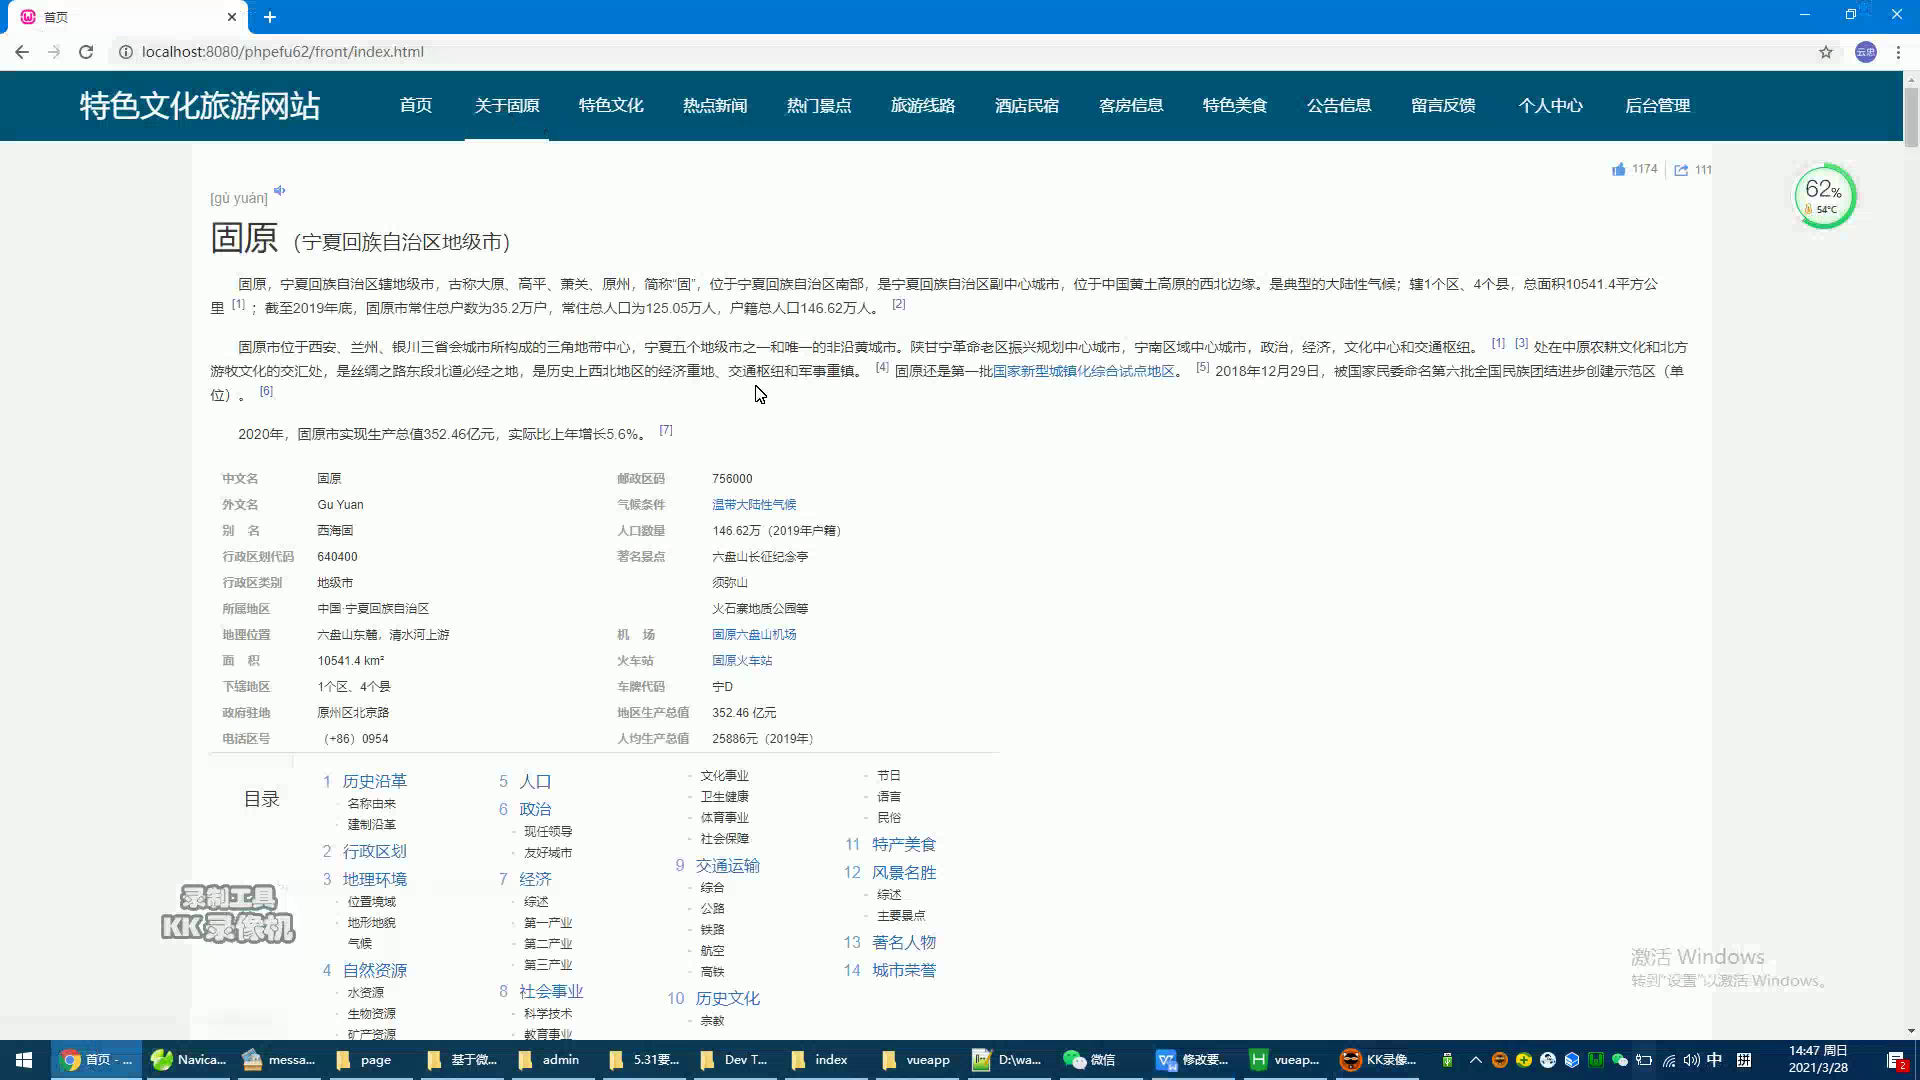 首页
localhost:8080/phpefu62/front/index.html
云忠
特色文化旅游网站
首页 关于固原 特色文化 热点新闻 热门景点 旅游线路 酒店民宿 客房信息 特色美食 公告信息 留言反馈 个人中心 后台管理
1174 111
62%
54°C
[gù yuán]
固原 (宁夏回族自治区地级市)
固原，宁夏回族自治区辖地级市，古称大原、高平、萧关、原州，简称“固”，位于宁夏回族自治区南部，是宁夏回族自治区副中心城市，位于中国黄土高原的西北边缘。是典型的大陆性气候；辖1个区、4个县，总面积10541.4平方公
里 [1] ；截至2019年底，固原市常住总户数为35.2万户，常住总人口为125.05万人，户籍总人口146.62万人。 [2]
固原市位于西安、兰州、银川三省会城市所构成的三角地带中心，宁夏五个地级市之一和唯一的非沿黄城市。陕甘宁革命老区振兴规划中心城市，宁南区域中心城市，政治，经济，文化中心和交通枢纽。 [1] [3] 处在中原农耕文化和北方
游牧文化的交汇处，是丝绸之路东段北道必经之地，是历史上西北地区的经济重地、交通枢纽和军事重镇。 [4] 固原还是第一批国家新型城镇化综合试点地区。 [5] 2018年12月29日，被国家民委命名第六批全国民族团结进步创建示范区（单
位）。 [6]
2020年，固原市实现生产总值352.46亿元，实际比上年增长5.6%。 [7]
中文名 固原 邮政区码 756000
外文名 Gu Yuan 气候条件 温带大陆性气候
别 名 西海固 人口数量 146.62万（2019年户籍）
行政区划代码 640400 著名景点 六盘山长征纪念亭
行政区类别 地级市 须弥山
所属地区 中国·宁夏回族自治区 火石寨地质公园等
地理位置 六盘山东麓，清水河上游 机 场 固原六盘山机场
面 积 10541.4 km² 火车站 固原火车站
下辖地区 1个区、4个县 车牌代码 宁D
政府驻地 原州区北京路 地区生产总值 352.46 亿元
电话区号 （+86）0954 人均生产总值 25886元（2019年）
目录
1 历史沿革
- 名称由来
- 建制沿革
2 行政区划
3 地理环境
- 位置境域
- 地形地貌
- 气候
4 自然资源
- 水资源
- 生物资源
- 矿产资源
5 人口
6 政治
- 现任领导
- 友好城市
7 经济
- 综述
- 第一产业
- 第二产业
- 第三产业
8 社会事业
- 科学技术
- 教育事业
- 文化事业
- 卫生健康
- 体育事业
- 社会保障
9 交通运输
- 综合
- 公路
- 铁路
- 航空
- 高铁
10 历史文化
- 宗教
- 节日
- 语言
- 民俗
11 特产美食
12 风景名胜
- 综述
- 主要景点
13 著名人物
14 城市荣誉
录制工具
KK录像机
激活 Windows
转到“设置”以激活 Windows。
首页 - ... Navica... messa... page 基于微... admin 5.31要... Dev T... index vueapp D:\wa... 微信 修改要... vueap... KK录像... 中 拼
14:47 周日
2021/3/28
2